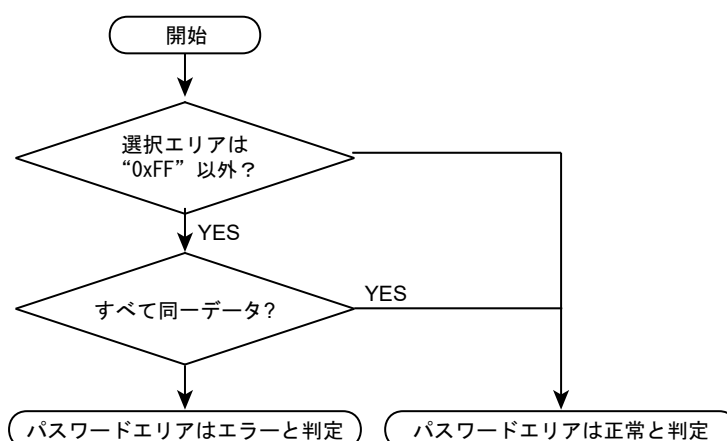 開始
選択エリアは
“0xFF” 以外？
YES
すべて同一データ?
YES
パスワードエリアはエラーと判定
パスワードエリアは正常と判定